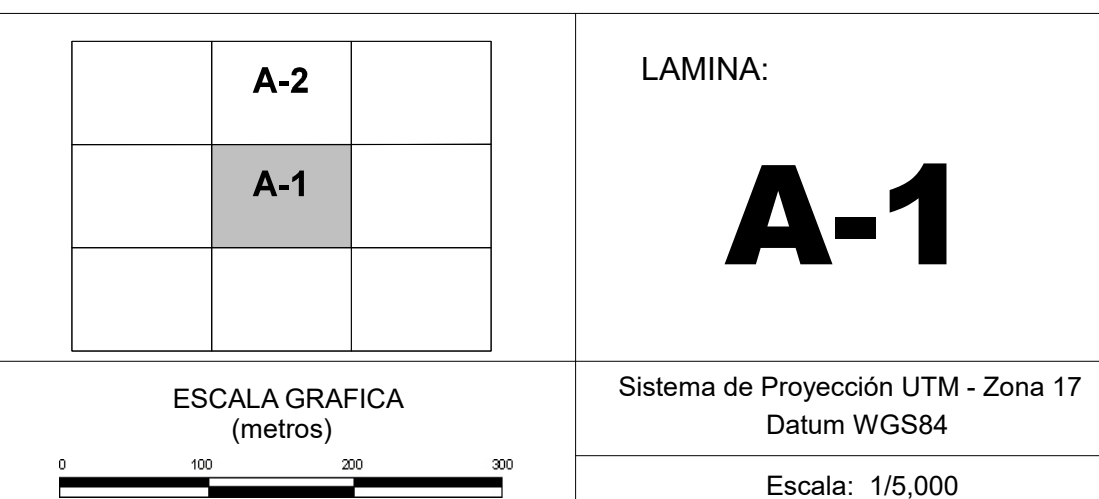 A-2
A-1
LAMINA:
A-1
ESCALA GRAFICA
(metros)
0 100 200 300
Sistema de Proyección UTM - Zona 17
Datum WGS84
Escala: 1/5,000